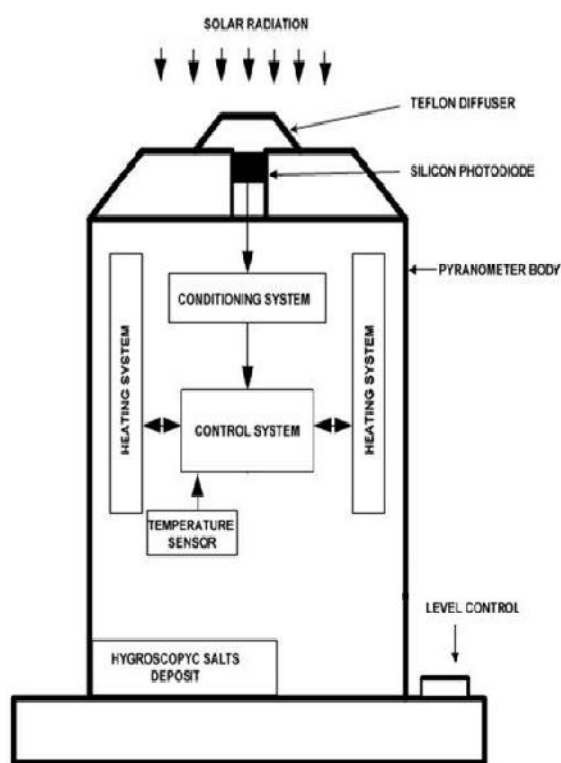 SOLAR RADIATION
TEFLON DIFFUSER
SILICON PHOTODIODE
PYRANOMETER BODY
CONDITIONING SYSTEM
HEATING SYSTEM
HEATING SYSTEM
CONTROL SYSTEM
TEMPERATURE
SENSOR
LEVEL CONTROL
HYGROSCOPYC SALTS
DEPOSIT